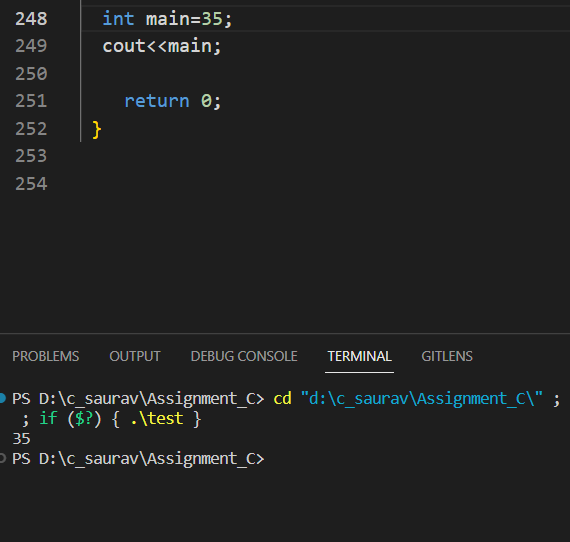 248 int main=35;
249 cout<<main;
250
251 return 0;
252 }
253
254
PROBLEMS OUTPUT DEBUG CONSOLE TERMINAL GITLENS
PS D:\c_saurav\Assignment_C> cd "d:\c_saurav\Assignment_C\" ;
; if ($?) { .\test }
35
PS D:\c_saurav\Assignment_C>